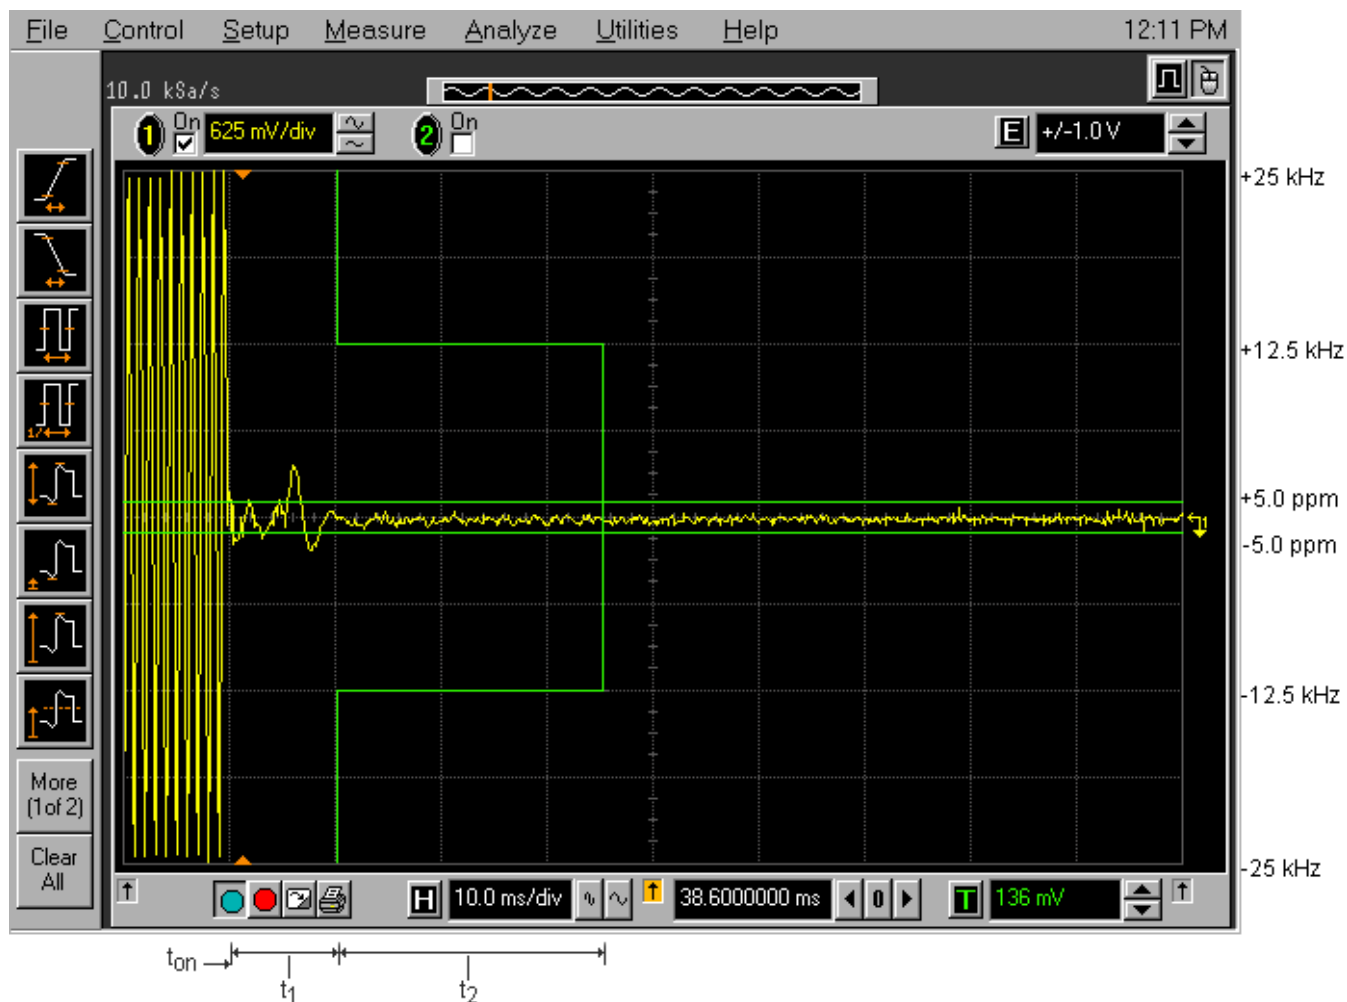 File Control Setup Measure Analyze Utilities Help 12:11 PM
10.0 kSa/s
1 On 625 mV/div 2 On E +/-1.0 V
+25 kHz
+12.5 kHz
+5.0 ppm
-5.0 ppm
-12.5 kHz
-25 kHz
1/
More
(1of 2)
Clear
All
H 10.0 ms/div 38.6000000 ms 0 T 136 mV
ton
t1
t2